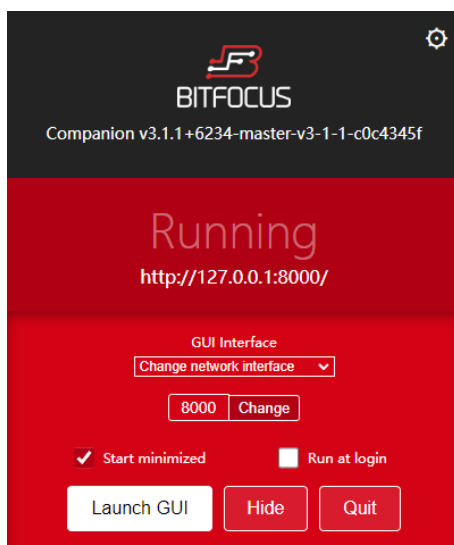 BITFOCUS
Companion v3.1.1+6234-master-v3-1-1-c0c4345f
Running
http://127.0.0.1:8000/
GUI Interface
Change network interface
8000 Change
Start minimized Run at login
Launch GUI Hide Quit